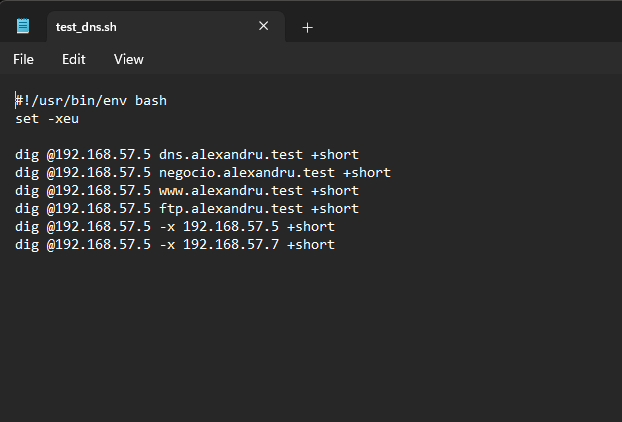 test_dns.sh
File Edit View
#!/usr/bin/env bash
set -xeu
dig @192.168.57.5 dns.alexandru.test +short
dig @192.168.57.5 negocio.alexandru.test +short
dig @192.168.57.5 www.alexandru.test +short
dig @192.168.57.5 ftp.alexandru.test +short
dig @192.168.57.5 -x 192.168.57.5 +short
dig @192.168.57.5 -x 192.168.57.7 +short